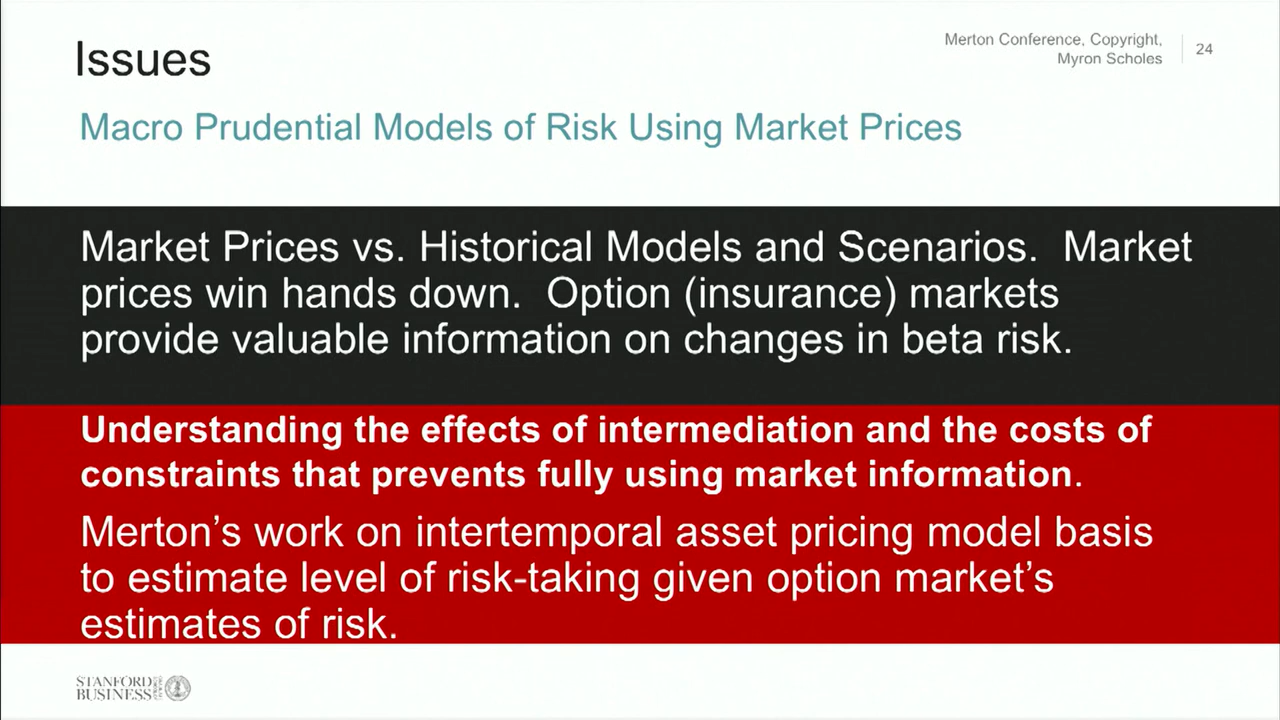 Issues
Merton Conference, Copyright,
Myron Scholes
24
Macro Prudential Models of Risk Using Market Prices
Market Prices vs. Historical Models and Scenarios.  Market
prices win hands down.  Option (insurance) markets
provide valuable information on changes in beta risk.
Understanding the effects of intermediation and the costs of
constraints that prevents fully using market information.
Merton’s work on intertemporal asset pricing model basis
to estimate level of risk-taking given option market’s
estimates of risk.
STANFORD
BUSINESS